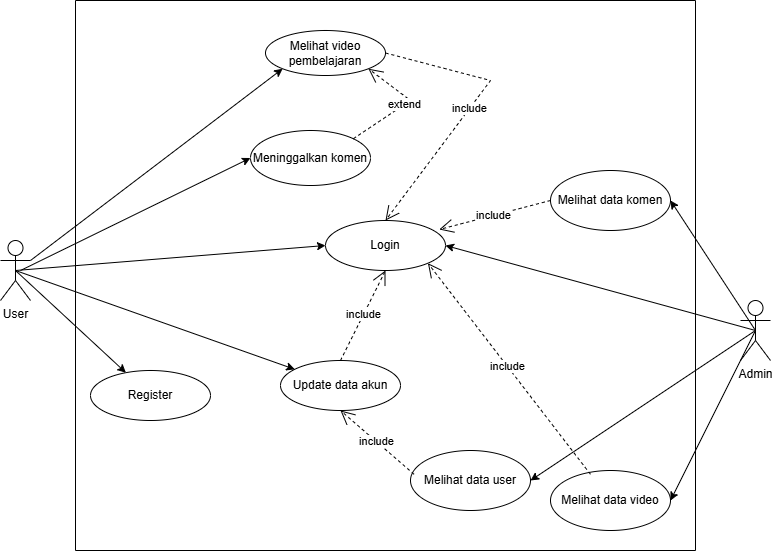 Melihat video
pembelajaran
extend
include
Meninggalkan komen
Melihat data komen
include
Login
User
include
Admin
include
Update data akun
Register
include
Melihat data user
Melihat data video